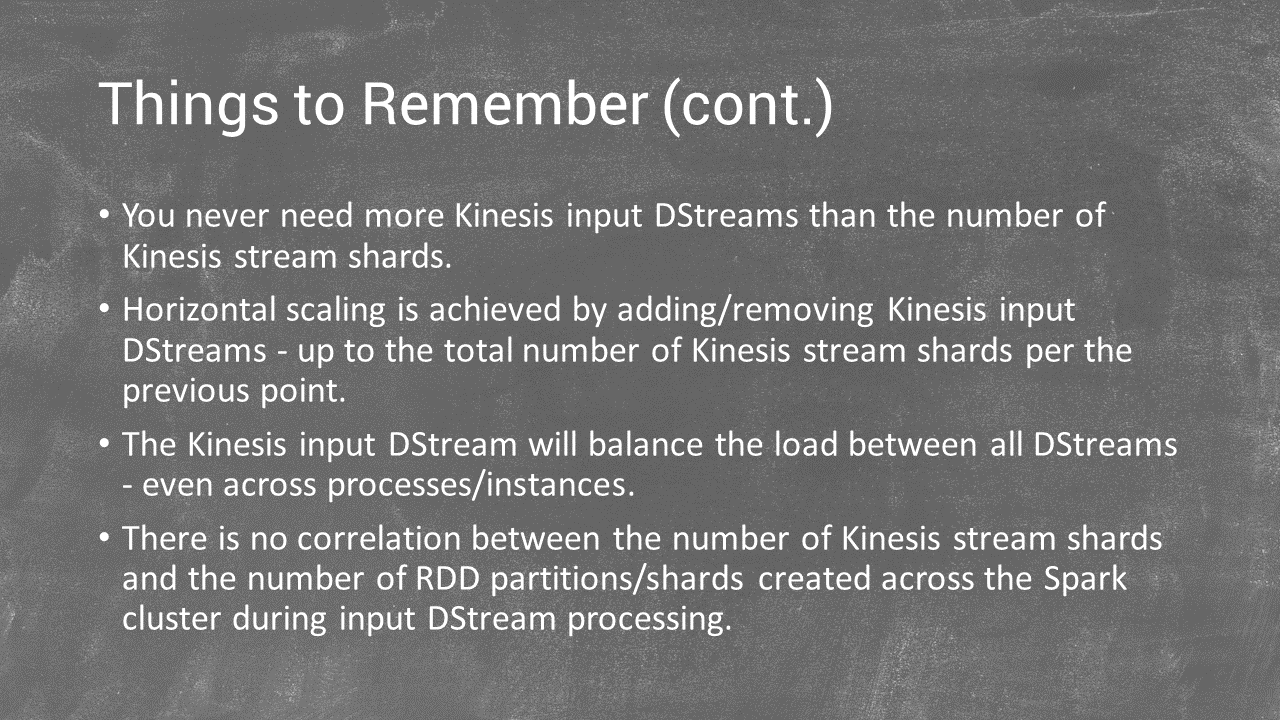 Things to Remember (cont.)
• You never need more Kinesis input DStreams than the number of
Kinesis stream shards.
• Horizontal scaling is achieved by adding/removing Kinesis input
DStreams - up to the total number of Kinesis stream shards per the
previous point.
• The Kinesis input DStream will balance the load between all DStreams
- even across processes/instances.
• There is no correlation between the number of Kinesis stream shards
and the number of RDD partitions/shards created across the Spark
cluster during input DStream processing.